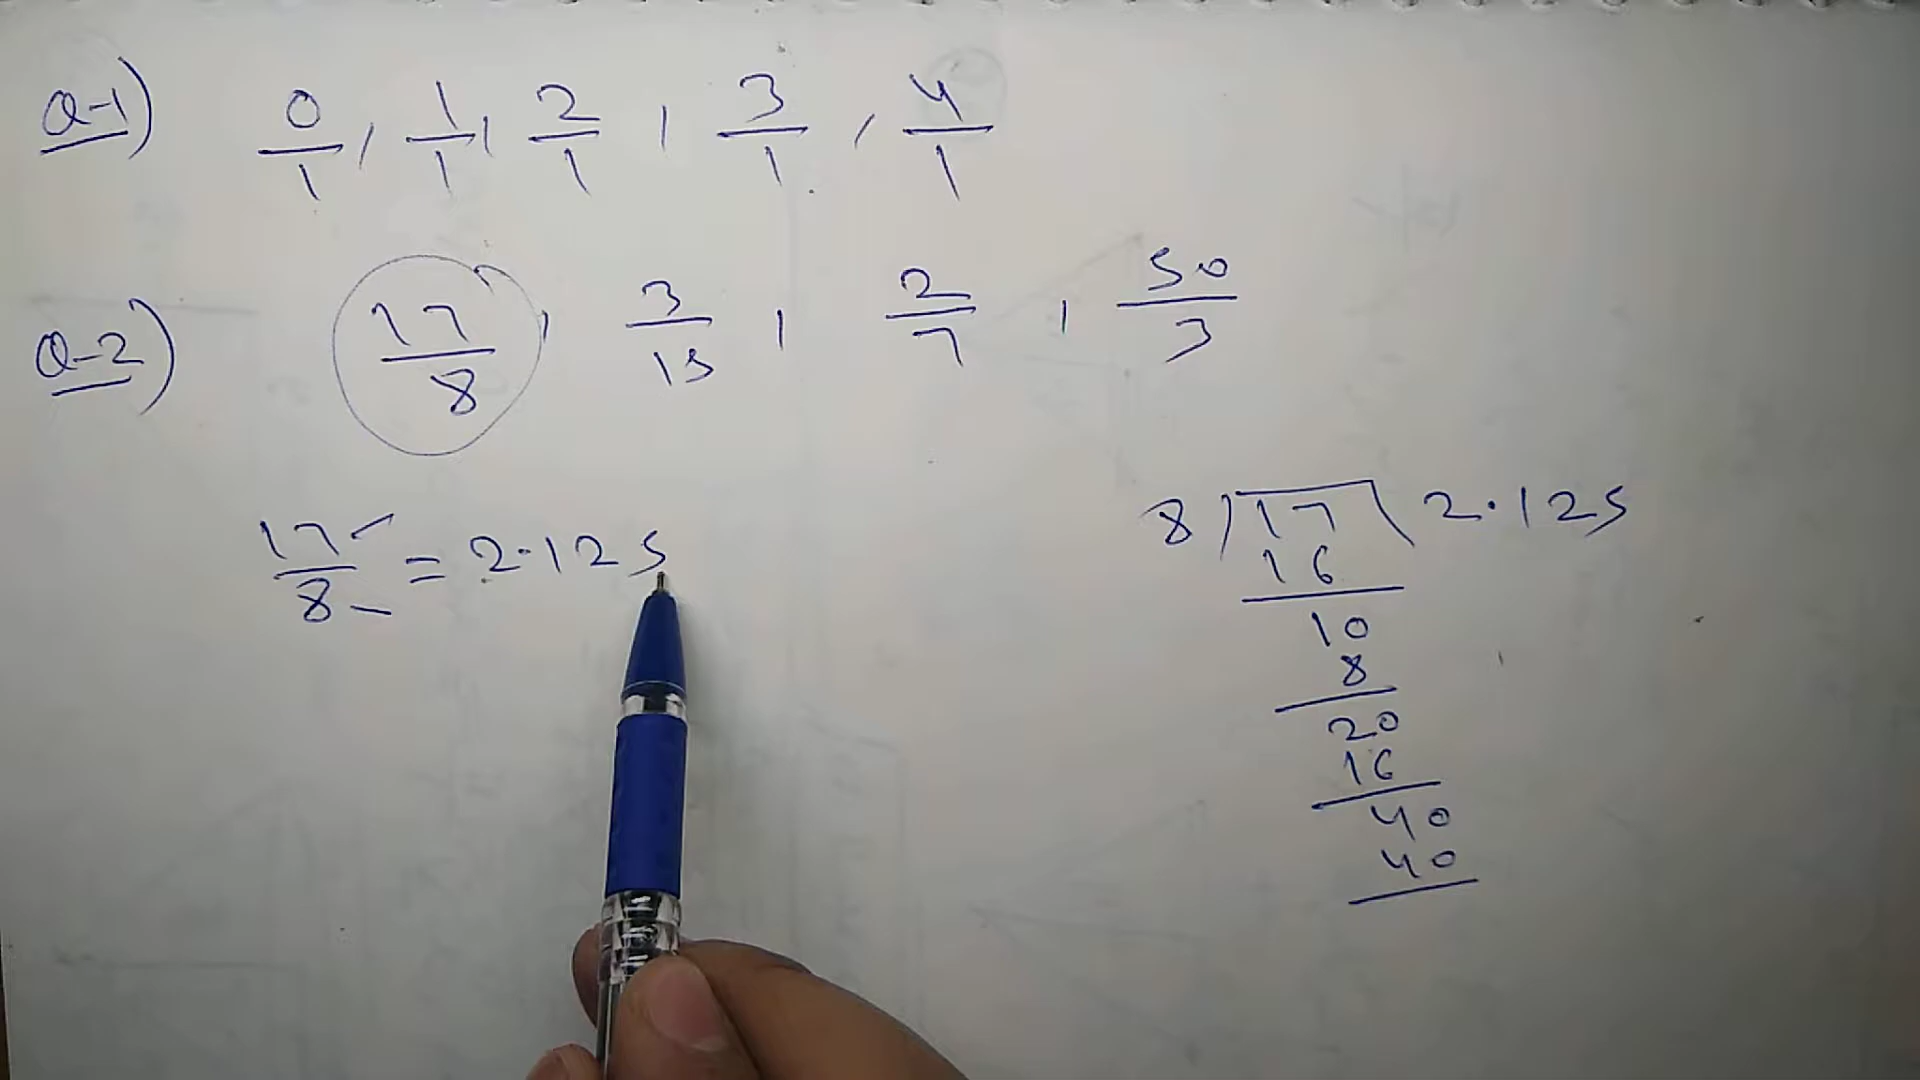 Q-1) 0/1, 1/1, 2/1, 3/1, 4/1
Q-2) 17/8, 3/15, 2/7, 50/3
17/8 = 2.125
8)17(2.125
16
10
8
20
16
40
40